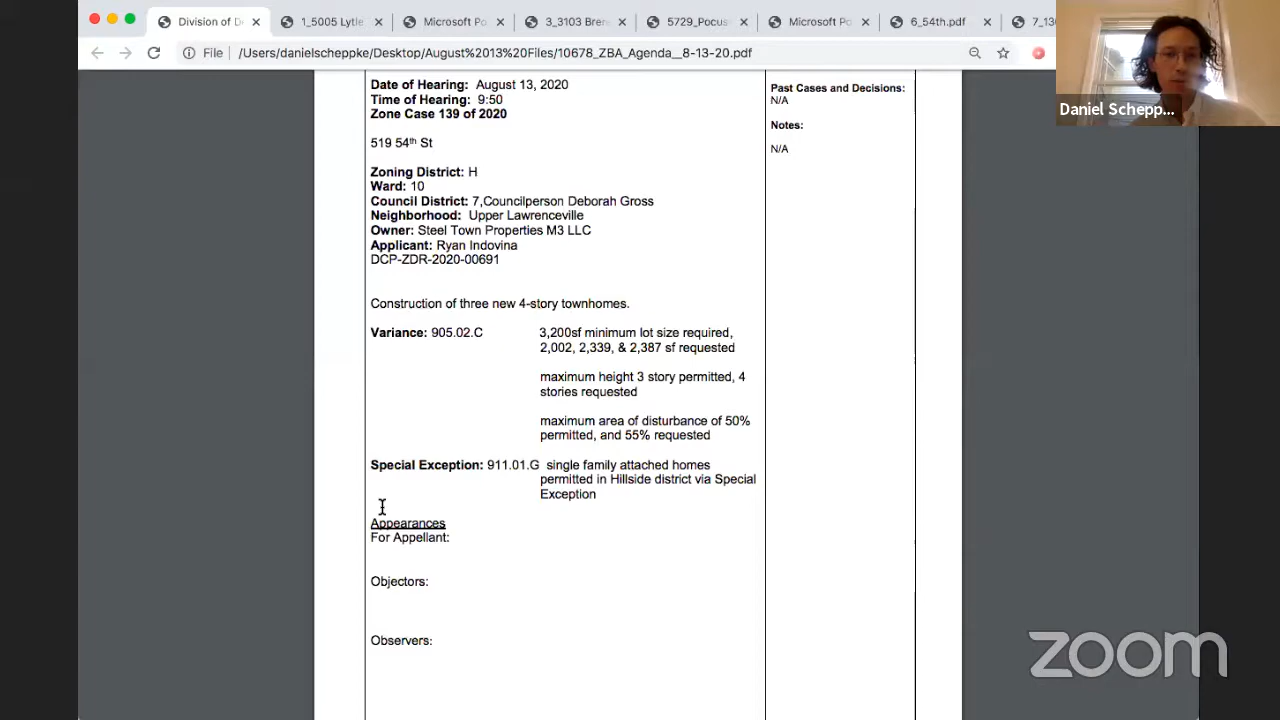 Division of De
1_5005 Lytle
Microsoft Po
3_3103 Bren
5729_Pocus
Microsoft Po
6_54th.pdf
7_13
File
/Users/danielscheppke/Desktop/August%2013%20Files/10678_ZBA_Agenda__8-13-20.pdf
Daniel Schepp...
Date of Hearing: August 13, 2020
Time of Hearing: 9:50
Zone Case 139 of 2020
519 54th St
Zoning District: H
Ward: 10
Council District: 7,Councilperson Deborah Gross
Neighborhood: Upper Lawrenceville
Owner: Steel Town Properties M3 LLC
Applicant: Ryan Indovina
DCP-ZDR-2020-00691
Construction of three new 4-story townhomes.
Variance: 905.02.C 3,200sf minimum lot size required,
2,002, 2,339, & 2,387 sf requested
maximum height 3 story permitted, 4
stories requested
maximum area of disturbance of 50%
permitted, and 55% requested
Special Exception: 911.01.G single family attached homes
permitted in Hillside district via Special
Exception
Appearances
For Appellant:
Objectors:
Observers:
Past Cases and Decisions:
N/A
Notes:
N/A
zoom